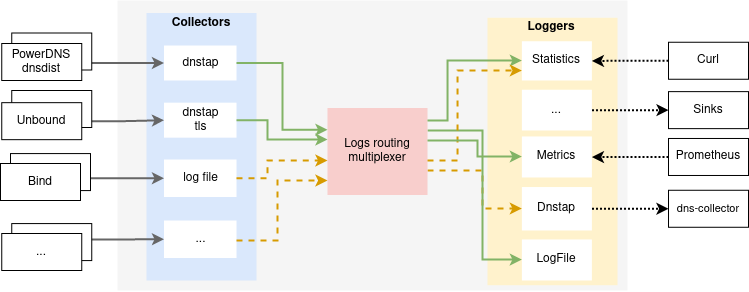 Collectors
Loggers
PowerDNS
dnsdist
dnstap
Statistics
Curl
Unbound
dnstap
tls
...
Sinks
Logs routing
multiplexer
Bind
log file
Metrics
Prometheus
Dnstap
dns-collector
...
...
LogFile